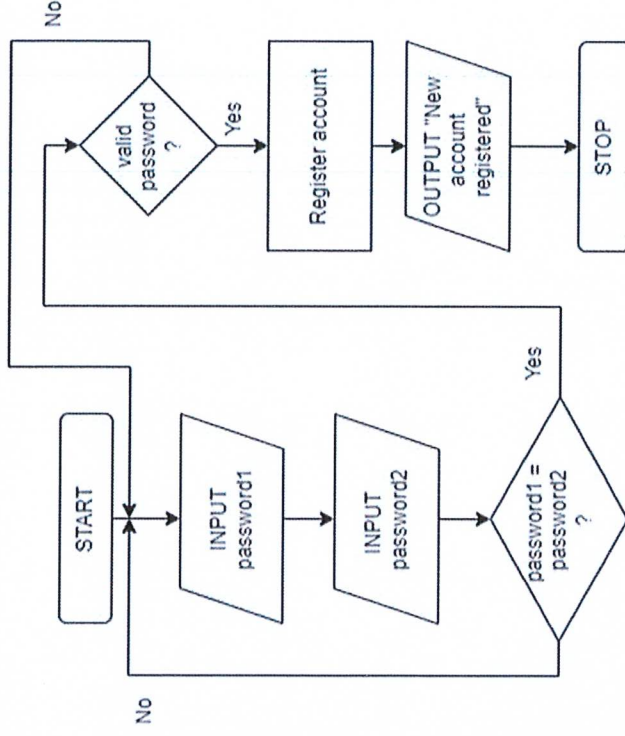 START
INPUT
password1
INPUT
password2
password1 =
password2
?
No
Yes
valid
password
?
No
Yes
Register account
OUTPUT "New
account
registered"
STOP